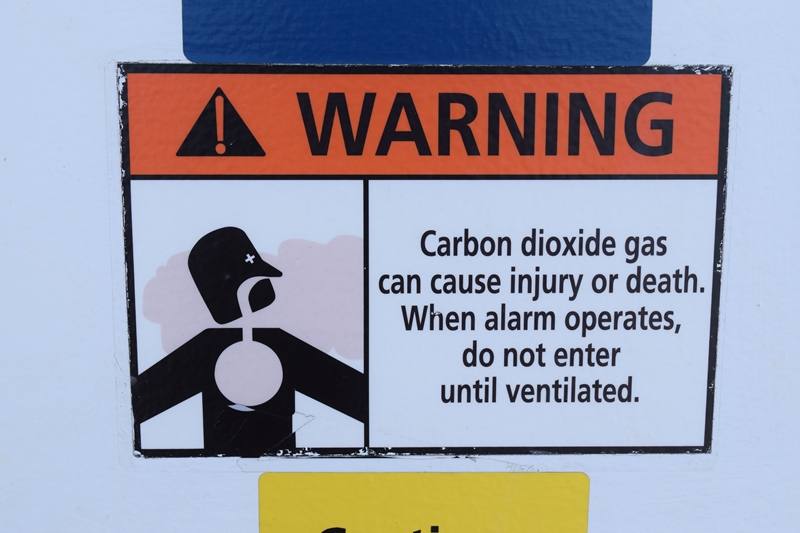 WARNING
Carbon dioxide gas
can cause injury or death.
When alarm operates,
do not enter
until ventilated.